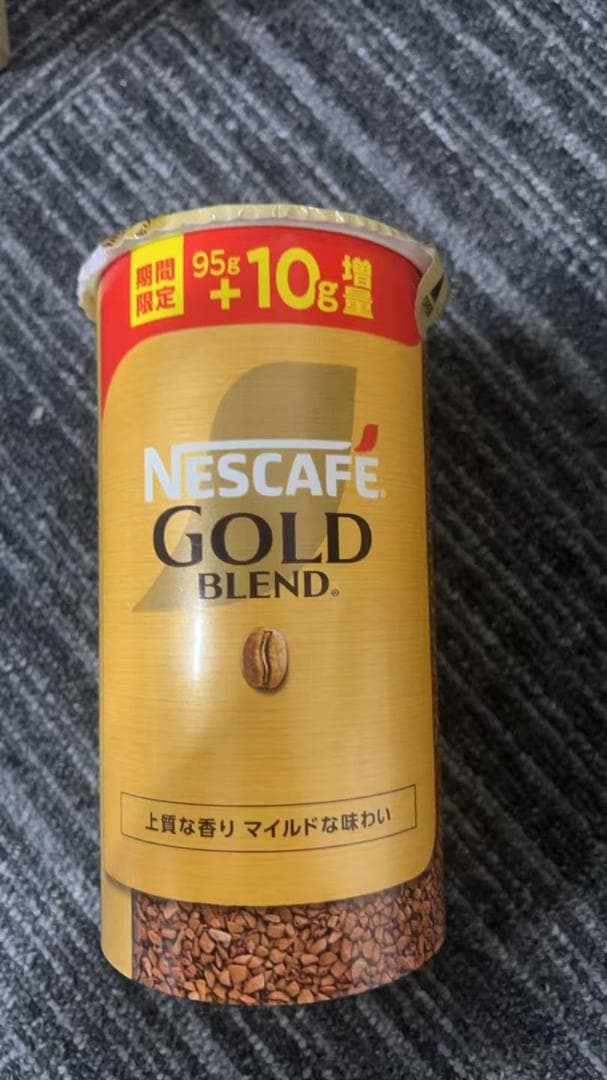 期間
限定
95g
+10g
増量
NESCAFÉ®
GOLD
BLEND®
上質な香り マイルドな味わい